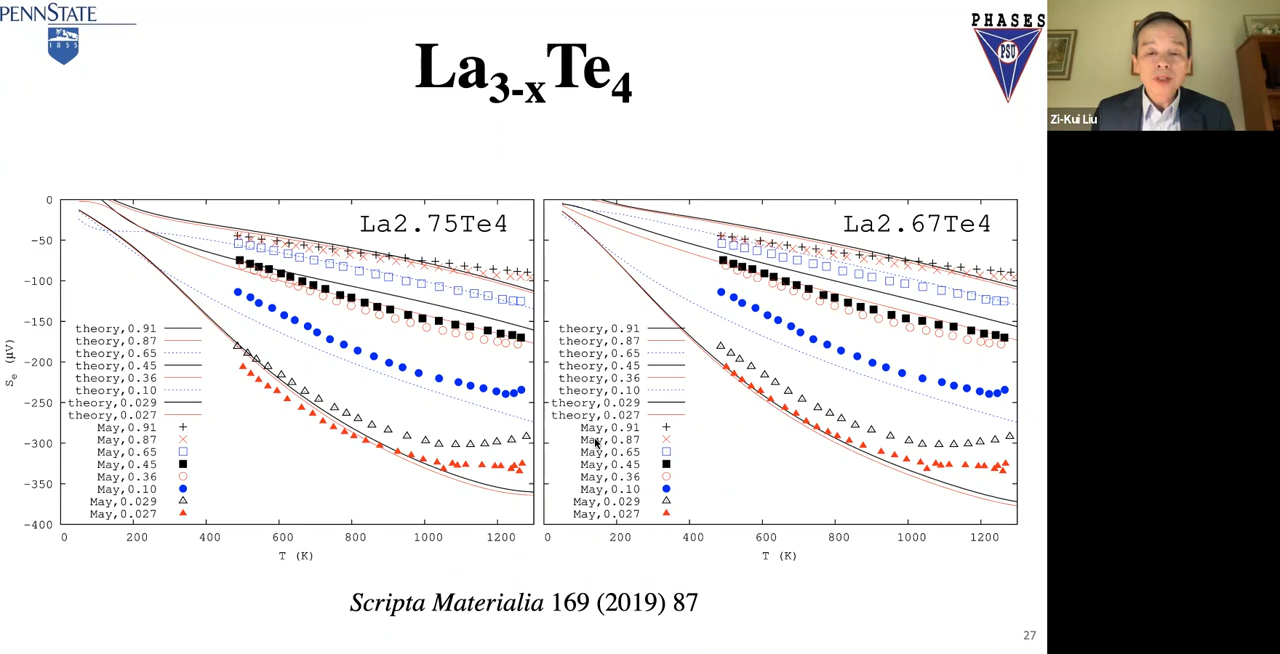 PENNSTATE
1855
PHASES
PSU
Zi-Kui Liu
La3-xTe4
La2.75Te4
0
-50
-100
-150
-200
-250
-300
-350
-400
Se (μV)
theory,0.91
theory,0.87
theory,0.65
theory,0.45
theory,0.36
theory,0.10
theory,0.029
theory,0.027
May,0.91
May,0.87
May,0.65
May,0.45
May,0.36
May,0.10
May,0.029
May,0.027
0 200 400 600 800 1000 1200
T (K)
La2.67Te4
theory,0.91
theory,0.87
theory,0.65
theory,0.45
theory,0.36
theory,0.10
theory,0.029
theory,0.027
May,0.91
May,0.87
May,0.65
May,0.45
May,0.36
May,0.10
May,0.029
May,0.027
0 200 400 600 800 1000 1200
T (K)
Scripta Materialia 169 (2019) 87
27